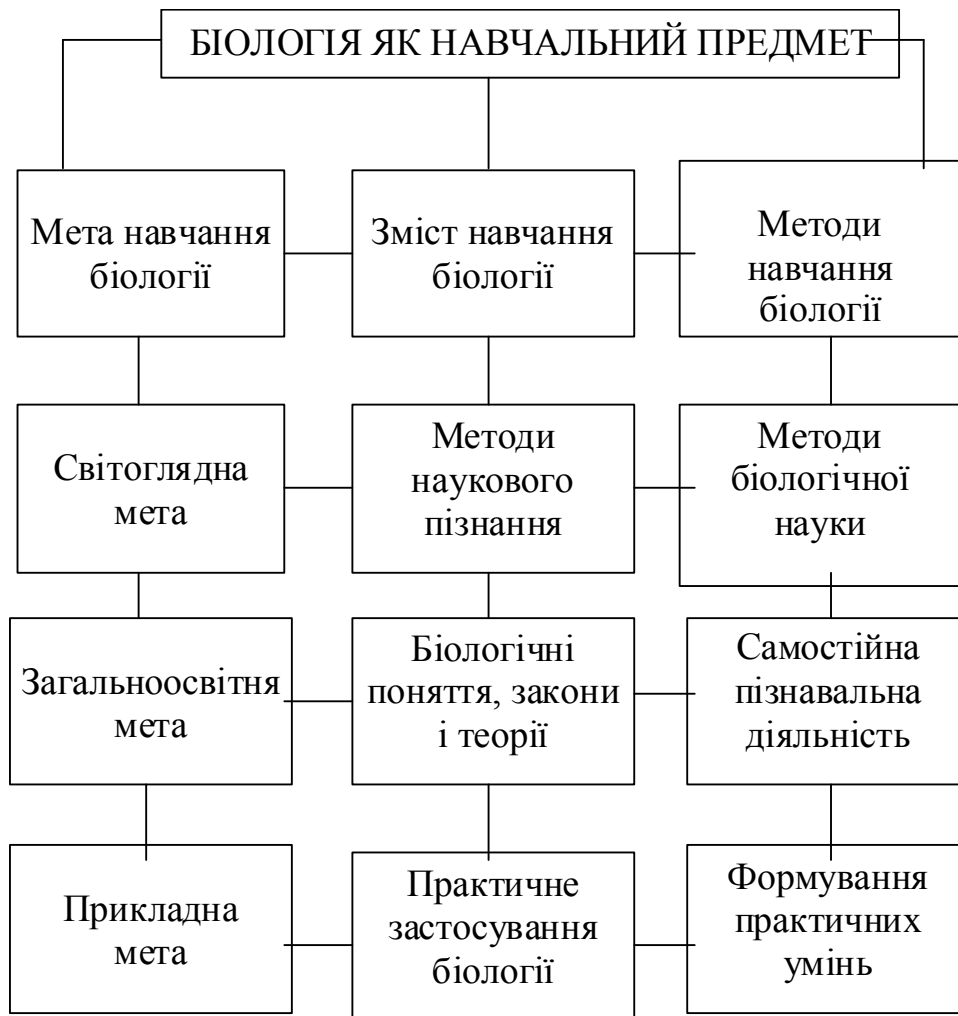 БІОЛОГІЯ ЯК НАВЧАЛЬНИЙ ПРЕДМЕТ
Мета навчання
біології
Зміст навчання
біології
Методи
навчання
біології
Світоглядна
мета
Методи
наукового
пізнання
Методи
біологічної
науки
Загальноосвітня
мета
Біологічні
поняття, закони
і теорії
Самостійна
пізнавальна
діяльність
Прикладна
мета
Практичне
застосування
біології
Формування
практичних
умінь